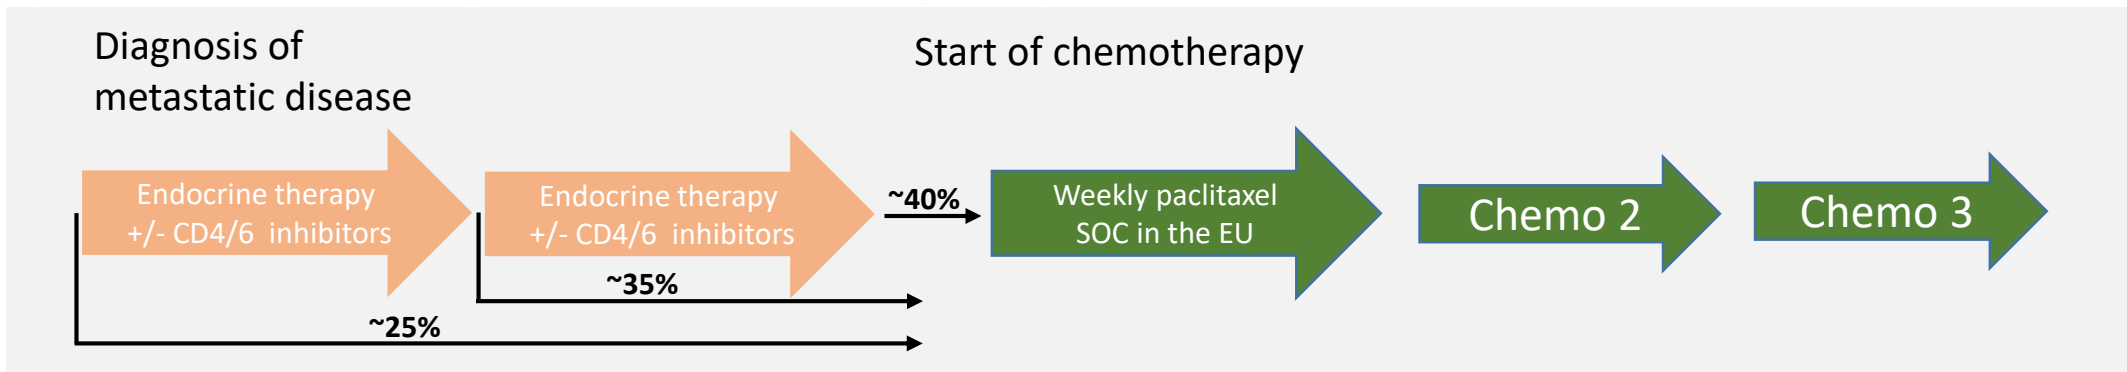 Diagnosis of
metastatic disease
Start of chemotherapy
Endocrine therapy
+/- CD4/6 inhibitors
Endocrine therapy
+/- CD4/6 inhibitors
~40%
Weekly paclitaxel
SOC in the EU
Chemo 2
Chemo 3
~35%
~25%